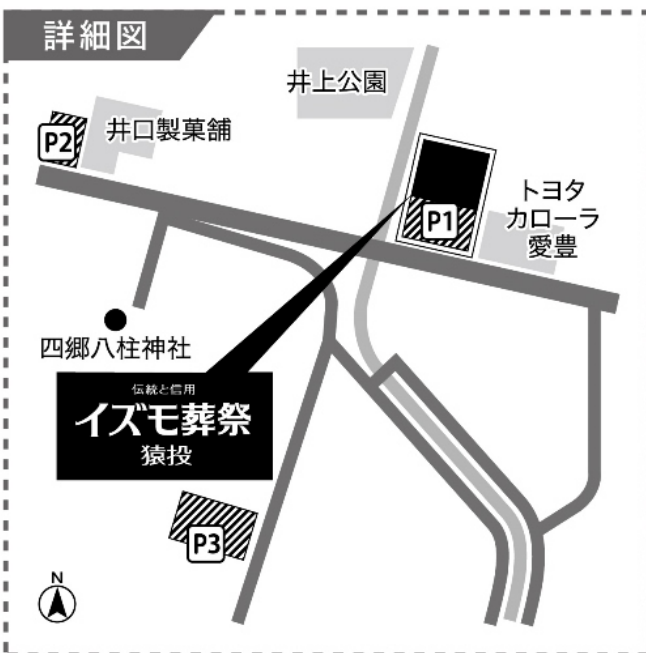 詳細図
井上公園
井口製菓舗
P2
P1
トヨタ
カローラ
愛豊
四郷八柱神社
伝統と信用
イズモ葬祭
猿投
P3
N